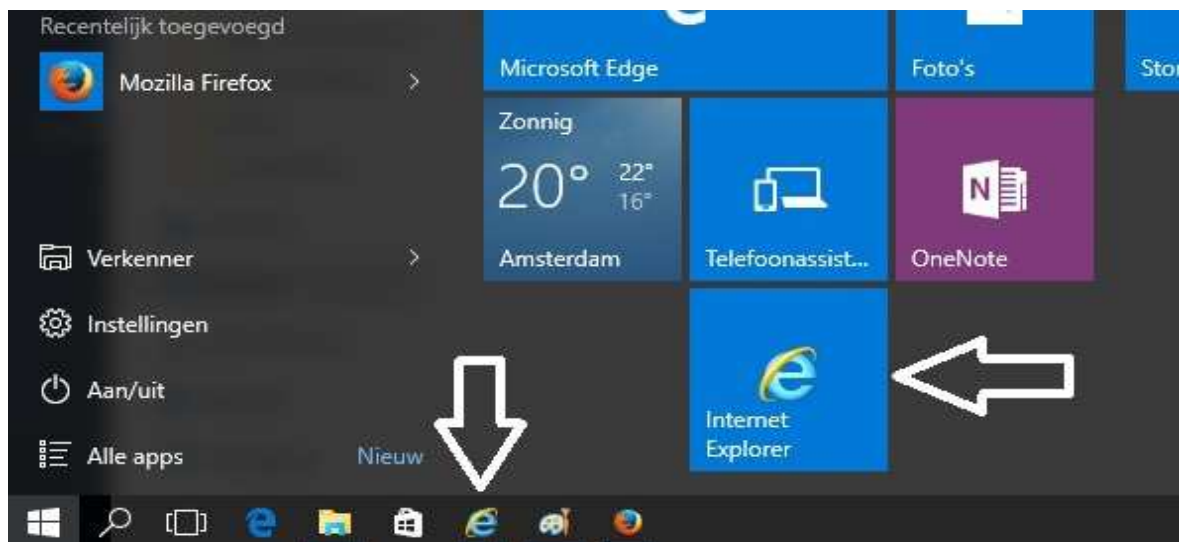 Recentelijk toegevoegd
Mozilla Firefox
Verkenner
Instellingen
Aan/uit
Alle apps
Nieuw
Microsoft Edge
Foto's
Stor
Zonnig
20° 22°
16°
Amsterdam
Telefoonassist...
N
OneNote
Internet
Explorer